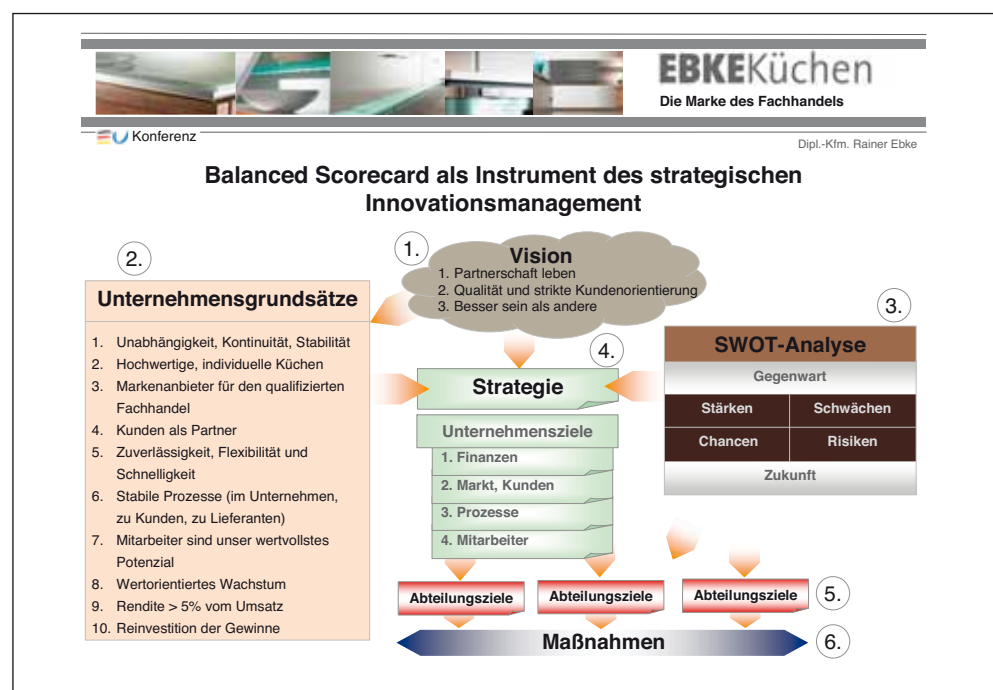 EBKEKüchen
Die Marke des Fachhandels
Konferenz
Dipl.-Kfm. Rainer Ebke
Balanced Scorecard als Instrument des strategischen
Innovationsmanagement
1.
Vision
1. Partnerschaft leben
2. Qualität und strikte Kundenorientierung
3. Besser sein als andere
2.
Unternehmensgrundsätze
1. Unabhängigkeit, Kontinuität, Stabilität
2. Hochwertige, individuelle Küchen
3. Markenanbieter für den qualifizierten
Fachhandel
4. Kunden als Partner
5. Zuverlässigkeit, Flexibilität und
Schnelligkeit
6. Stabile Prozesse (im Unternehmen,
zu Kunden, zu Lieferanten)
7. Mitarbeiter sind unser wertvollstes
Potenzial
8. Wertorientiertes Wachstum
9. Rendite > 5% vom Umsatz
10. Reinvestition der Gewinne
3.
SWOT-Analyse
Gegenwart
Stärken Schwächen
Chancen Risiken
Zukunft
4.
Strategie
Unternehmensziele
1. Finanzen
2. Markt, Kunden
3. Prozesse
4. Mitarbeiter
Abteilungsziele Abteilungsziele Abteilungsziele 5.
Maßnahmen 6.